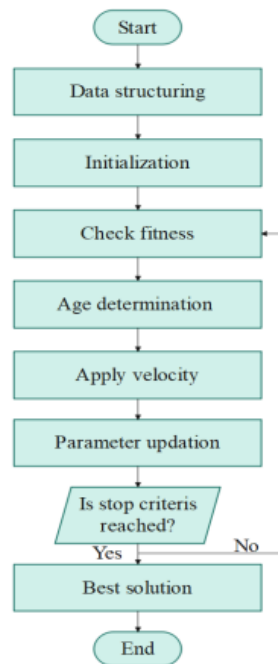 Start
Data structuring
Initialization
Check fitness
Age determination
Apply velocity
Parameter updation
Is stop criteris
reached?
Yes
No
Best solution
End